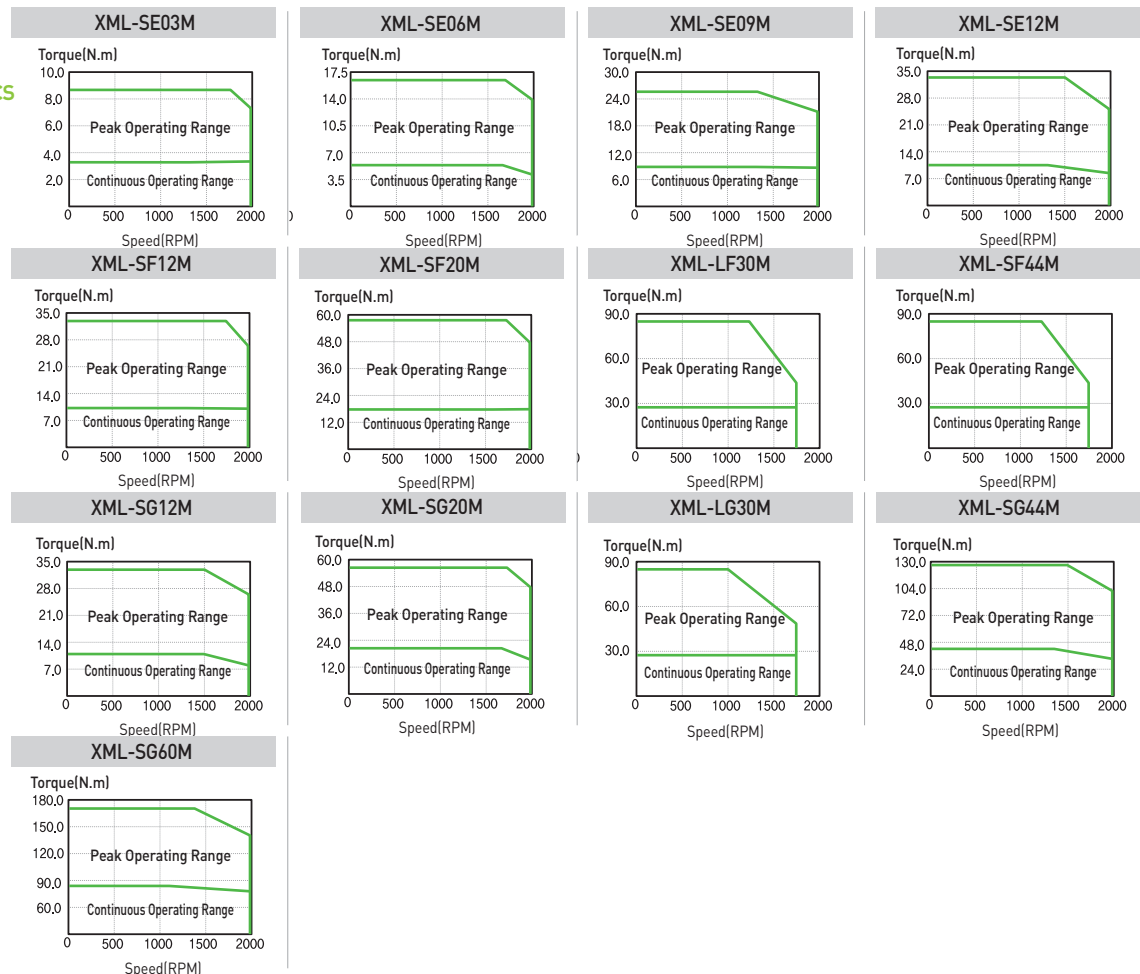 XML-SE03M
XML-SE06M
XML-SE09M
XML-SE12M
cs
Torque(N.m)
10.0
8.0
6.0
4.0
2.0
Peak Operating Range
Continuous Operating Range
0 500 1000 1500 2000
Speed(RPM)
Torque(N.m)
17.5
14.0
10.5
7.0
3.5
Peak Operating Range
Continuous Operating Range
0 500 1000 1500 2000
Torque(N.m)
30.0
24.0
18.0
12.0
6.0
Peak Operating Range
Continuous Operating Range
0 500 1000 1500 2000
Speed(RPM)
Torque(N.m)
35.0
28.0
21.0
14.0
7.0
Peak Operating Range
Continuous Operating Range
0 500 1000 1500 2000
Speed(RPM)
XML-SF12M
XML-SF20M
XML-LF30M
XML-SF44M
Torque(N.m)
35.0
28.0
21.0
14.0
7.0
Peak Operating Range
Continuous Operating Range
0 500 1000 1500 2000
Speed(RPM)
Torque(N.m)
60.0
48.0
36.0
24.0
12.0
Peak Operating Range
Continuous Operating Range
0 500 1000 1500 2000
Speed(RPM)
Torque(N.m)
90.0
60.0
30.0
Peak Operating Range
Continuous Operating Range
0 500 1000 1500 2000
Speed(RPM)
Torque(N.m)
90.0
60.0
30.0
Peak Operating Range
Continuous Operating Range
0 500 1000 1500 2000
Speed(RPM)
XML-SG12M
XML-SG20M
XML-LG30M
XML-SG44M
Torque(N.m)
35.0
28.0
21.0
14.0
7.0
Peak Operating Range
Continuous Operating Range
0 500 1000 1500 2000
Speed(RPM)
Torque(N.m)
60.0
48.0
36.0
24.0
12.0
Peak Operating Range
Continuous Operating Range
0 500 1000 1500 2000
Speed(RPM)
Torque(N.m)
90.0
60.0
30.0
Peak Operating Range
Continuous Operating Range
0 500 1000 1500 2000
Speed(RPM)
Torque(N.m)
130.0
104.0
72.0
48.0
24.0
Peak Operating Range
Continuous Operating Range
0 500 1000 1500 2000
Speed(RPM)
XML-SG60M
Torque(N.m)
180.0
150.0
120.0
90.0
60.0
Peak Operating Range
Continuous Operating Range
0 500 1000 1500 2000
Speed(RPM)